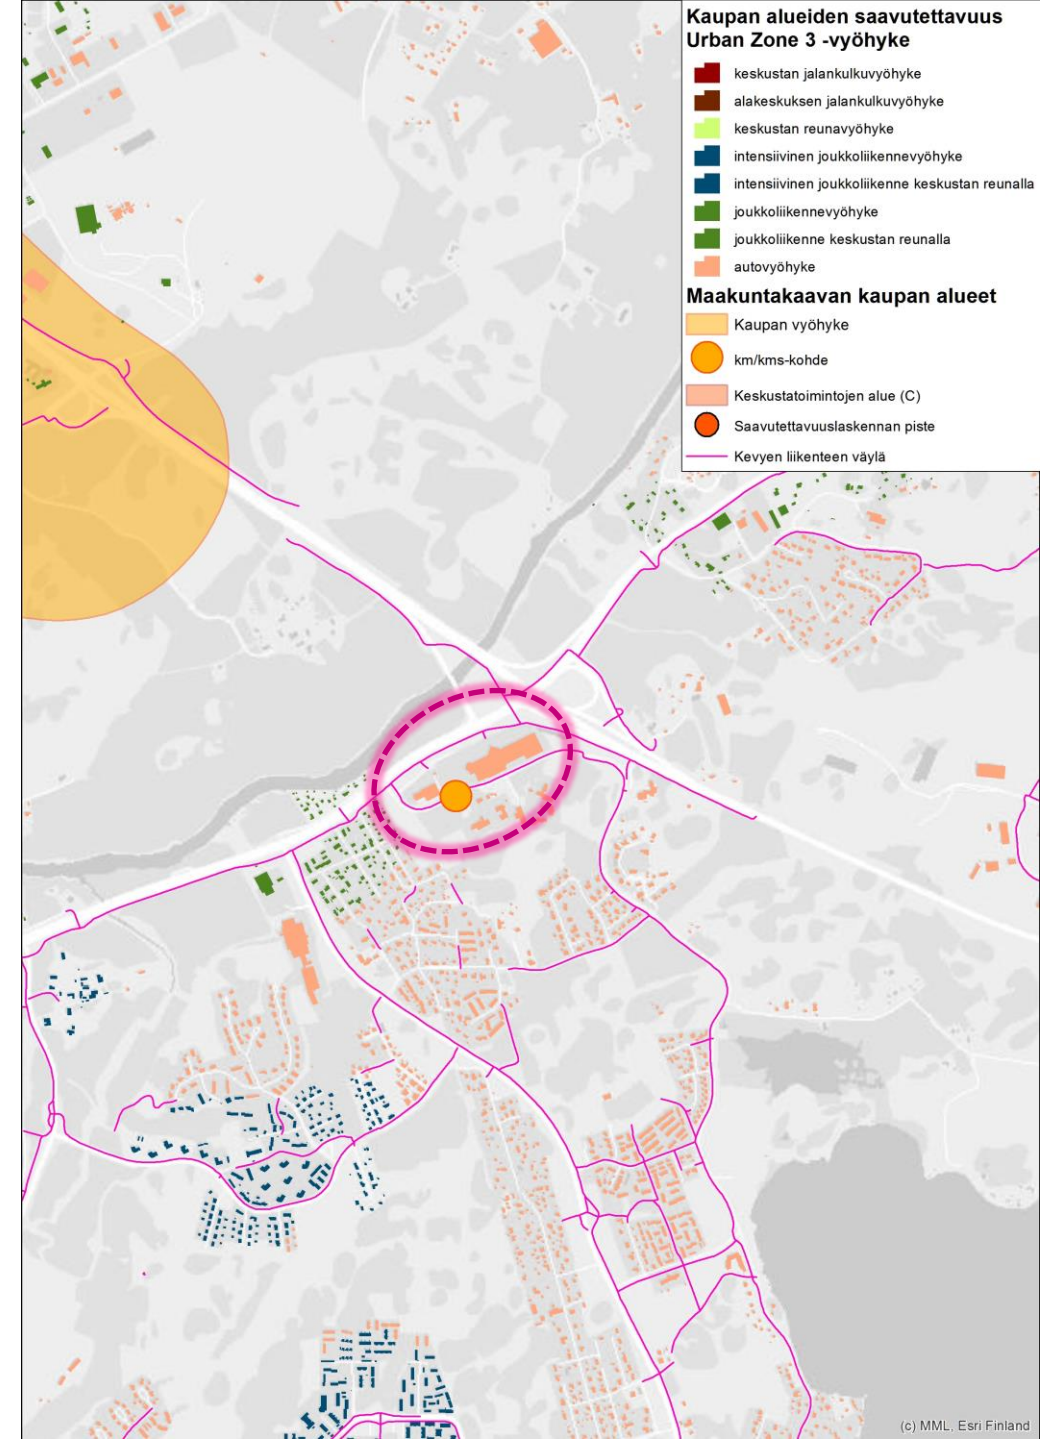 Kaupan alueiden saavutettavuus
Urban Zone 3 -vyöhyke
keskustan jalankulkuvyöhyke
alakeskuksen jalankulkuvyöhyke
keskustan reunavyöhyke
intensiivinen joukkoliikennevyöhyke
intensiivinen joukkoliikenne keskustan reunalla
joukkoliikennevyöhyke
joukkoliikenne keskustan reunalla
autovyöhyke
Maakuntakaavan kaupan alueet
Kaupan vyöhyke
km/kms-kohde
Keskustatoimintojen alue (C)
Saavutettavuuslaskennan piste
Kevyen liikenteen väylä
(c) MML, Esri Finland